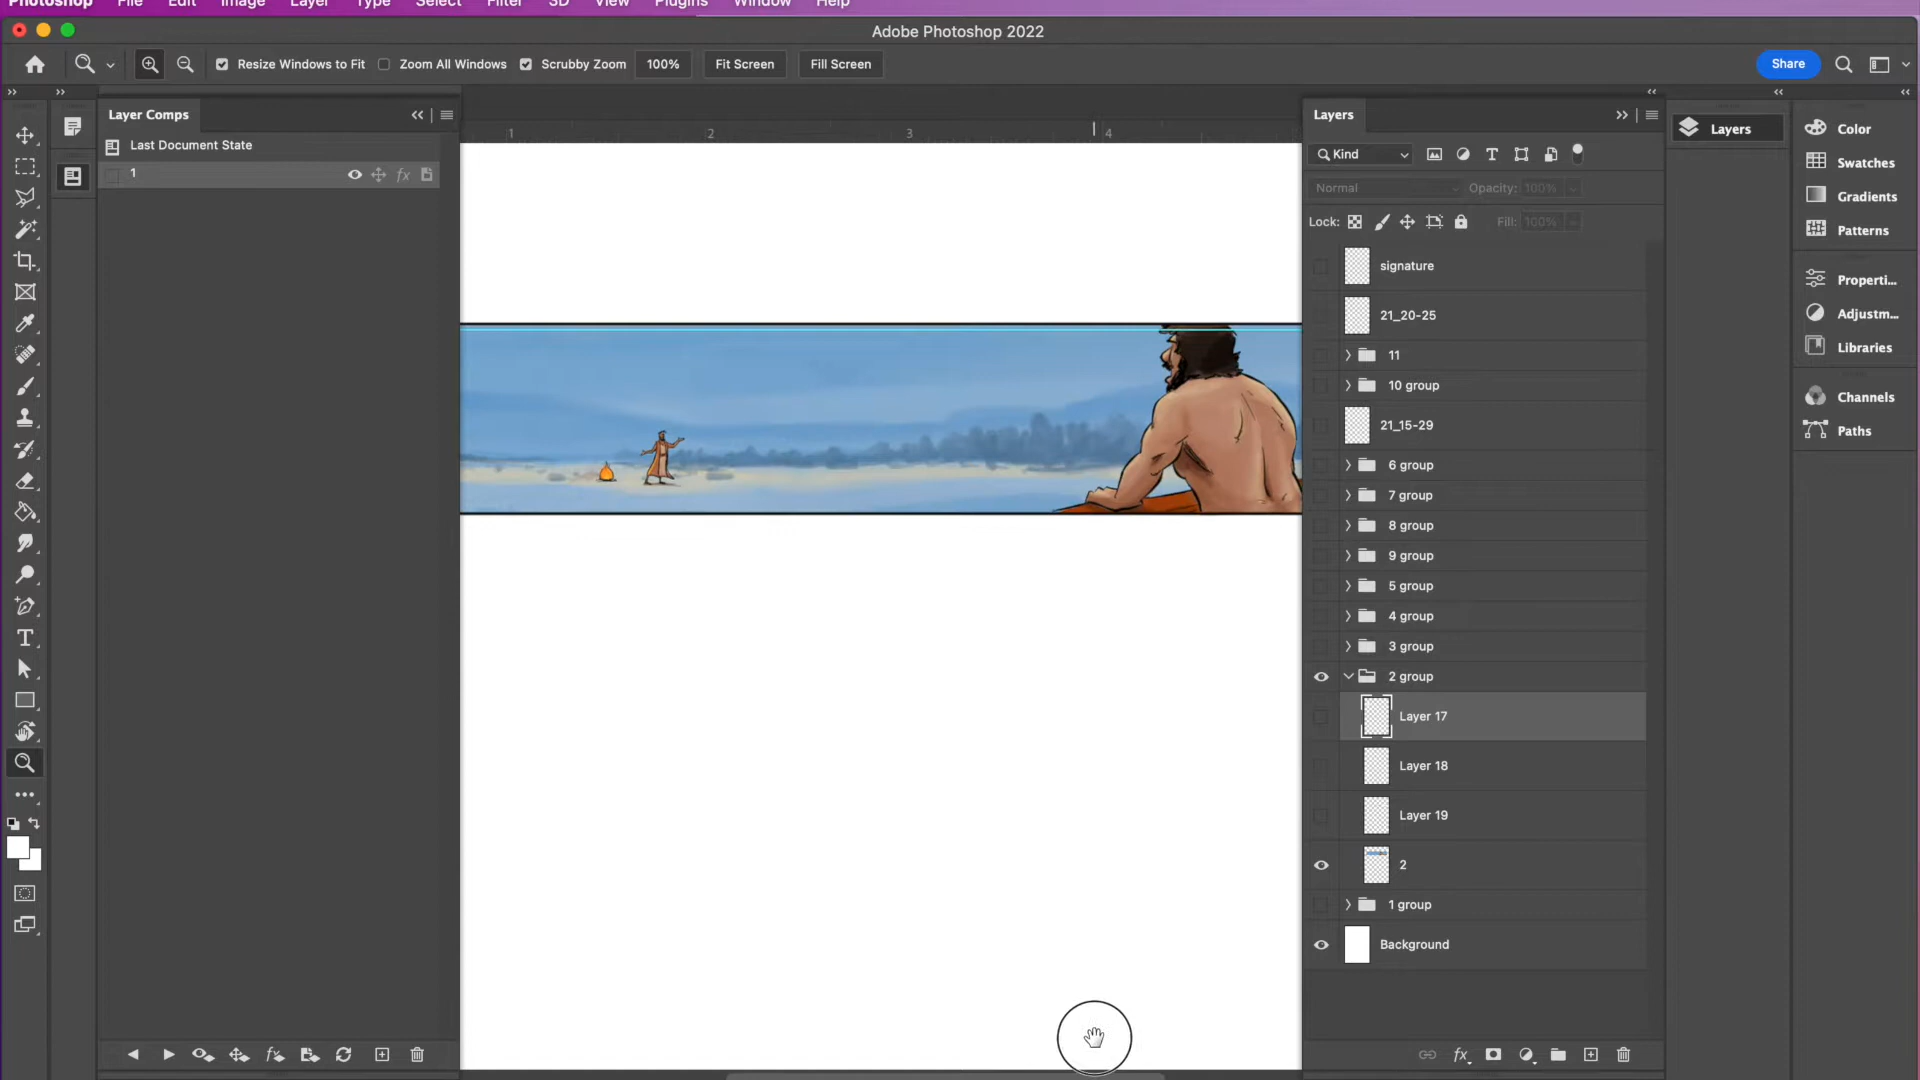 Photoshop File Edit Image Layer Type Select Filter 3D View Plugins Window Help
Adobe Photoshop 2022
Resize Windows to Fit Zoom All Windows Scrubby Zoom 100% Fit Screen Fill Screen Share
Layer Comps
Last Document State
1
1 2 3 4
Layers
Kind
Normal Opacity: 100%
Lock: Fill: 100%
signature
21_20-25
11
10 group
21_15-29
6 group
7 group
8 group
9 group
5 group
4 group
3 group
2 group
Layer 17
Layer 18
Layer 19
2
1 group
Background
Layers
Color
Swatches
Gradients
Patterns
Properti...
Adjustm...
Libraries
Channels
Paths